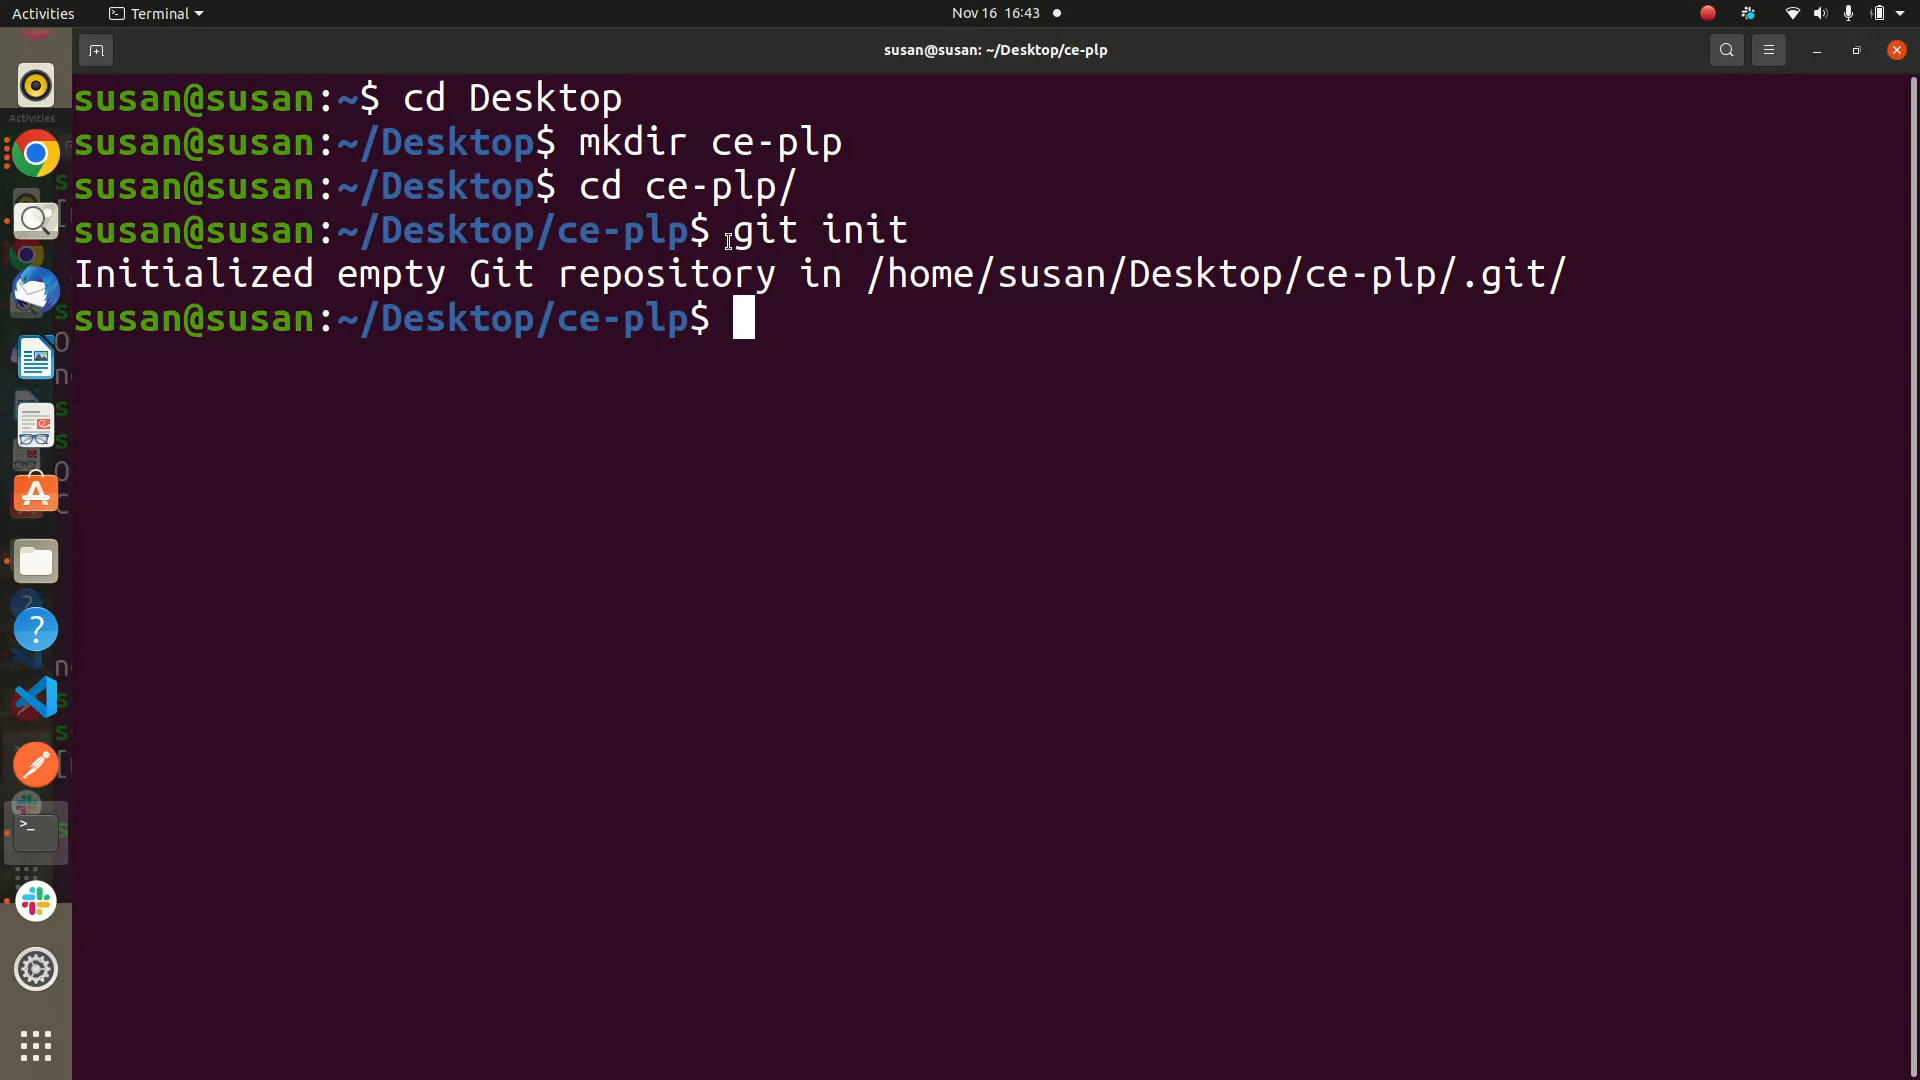 Activities
Terminal
Nov 16 16:43
susan@susan: ~/Desktop/ce-plp
susan@susan:~$ cd Desktop
susan@susan:~/Desktop$ mkdir ce-plp
susan@susan:~/Desktop$ cd ce-plp/
susan@susan:~/Desktop/ce-plp$ git init
Initialized empty Git repository in /home/susan/Desktop/ce-plp/.git/
susan@susan:~/Desktop/ce-plp$
Activities